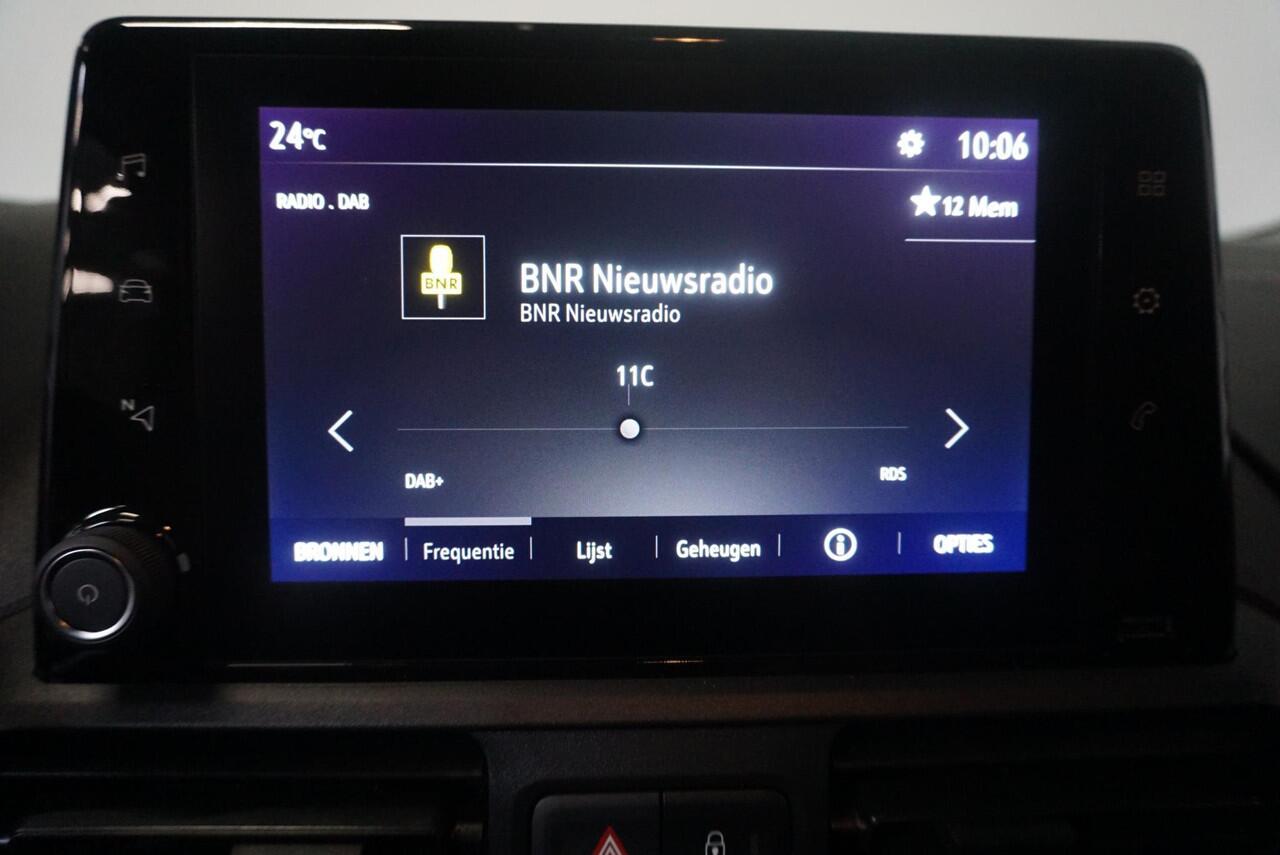 24°C
10:06
RADIO . DAB
12 Mem
BNR
BNR Nieuwsradio
BNR Nieuwsradio
11C
N
DAB+
RDS
BRONNEN
Frequentie
Lijst
Geheugen
OPTIES